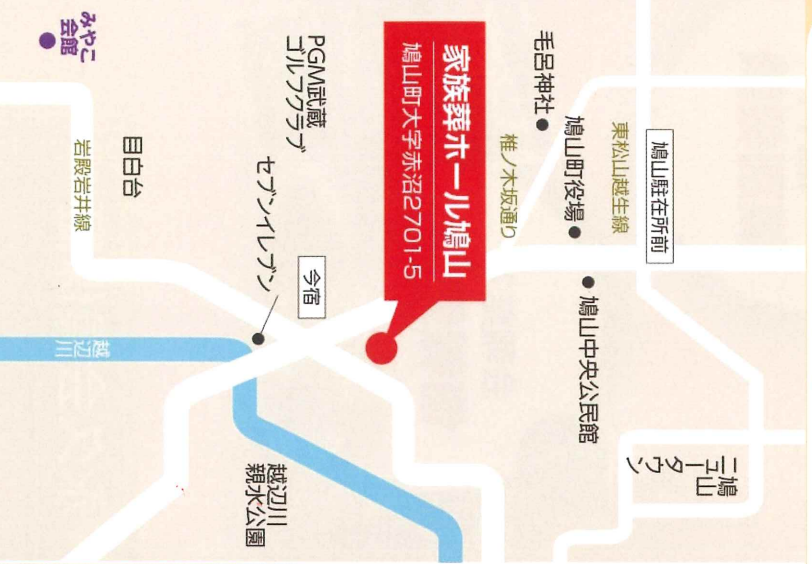 鳩山
ニュータウン
鳩山駐在所前
東松山越生線
鳩山町役場
鳩山中央公民館
毛呂神社
椎ノ木坂通り
家族葬ホール鳩山
鳩山町大字赤沼2701-5
PGM武蔵
ゴルフクラブ
今宿
セブンイレブン
越辺川
親水公園
目白台
岩殿岩井線
越辺川
みやこ
会館